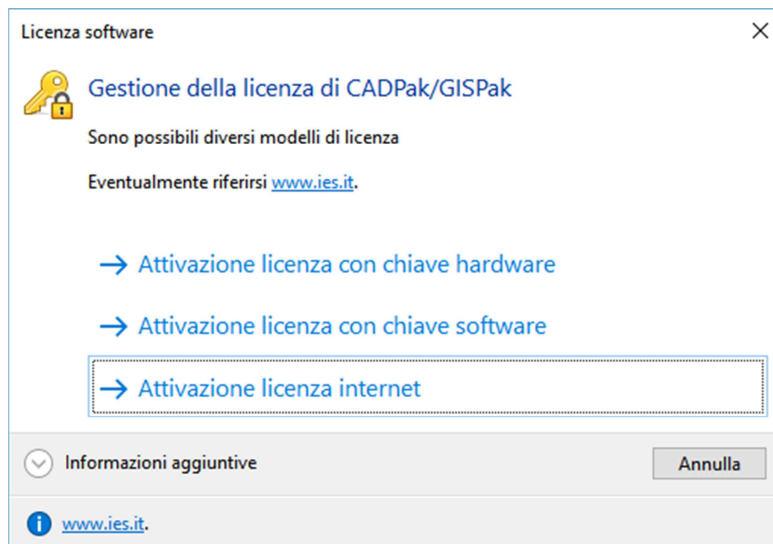 Licenza software
Gestione della licenza di CADPak/GISPak
Sono possibili diversi modelli di licenza
Eventualmente riferirsi www.ies.it.
Attivazione licenza con chiave hardware
Attivazione licenza con chiave software
Attivazione licenza internet
Informazioni aggiuntive
Annulla
www.ies.it.